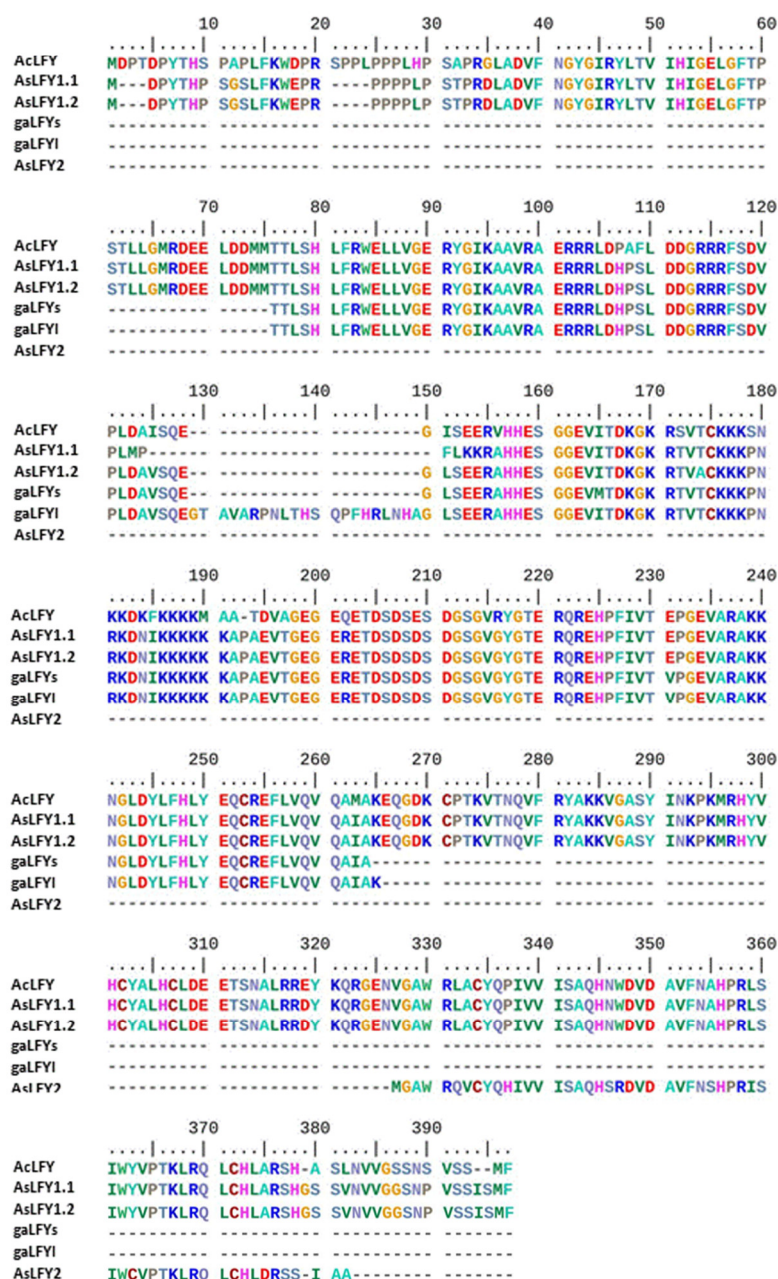 10 20 30 40 50 60
....|....| ....|....| ....|....| ....|....| ....|....| ....|....|
AcLFY MDPTDPYTHS PAPLFKWDPR SPPLPPPLHP SAPRGLADVF NGYGIRYLTV IHIGELGFTP
AsLFY1.1 M---DPYTHP SGSLFKWEPR ----PPPPLP STPRDLADVF NGYGIRYLTV IHIGELGFTP
AsLFY1.2 M---DPYTHP SGSLFKWEPR ----PPPPLP STPRDLADVF NGYGIRYLTV IHIGELGFTP
gaLFYs ---------- ---------- ---------- ---------- ---------- ----------
gaLFYl ---------- ---------- ---------- ---------- ---------- ----------
AsLFY2 ---------- ---------- ---------- ---------- ---------- ----------
70 80 90 100 110 120
....|....| ....|....| ....|....| ....|....| ....|....| ....|....|
AcLFY STLLGMRDEE LDDMMTTLSH LFRWELLVGE RYGIKAAVRA ERRRLDPAFL DDGRRRFSDV
AsLFY1.1 STLLGMRDEE LDDMMTTLSH LFRWELLVGE RYGIKAAVRA ERRRLDHPSL DDGRRRFSDV
AsLFY1.2 STLLGMRDEE LDDMMTTLSH LFRWELLVGE RYGIKAAVRA ERRRLDHPSL DDGRRRFSDV
gaLFYs ---------- -----TTLSH LFRWELLVGE RYGIKAAVRA ERRRLDHPSL DDGRRRFSDV
gaLFYl ---------- -----TTLSH LFRWELLVGE RYGIKAAVRA ERRRLDHPSL DDGRRRFSDV
AsLFY2 ---------- ---------- ---------- ---------- ---------- ----------
130 140 150 160 170 180
....|....| ....|....| ....|....| ....|....| ....|....| ....|....|
AcLFY PLDAISQE-- ---------- ---------G ISEERVHHES GGEVITDKGK RSVTCKKKSN
AsLFY1.1 PLMP------ ---------- ---------- FLKKRAHHES GGEVITDKGK RTVTCKKKPN
AsLFY1.2 PLDAVSQE-- ---------- ---------G LSEERAHHES GGEVITDKGK RTVACKKKPN
gaLFYs PLDAVSQE-- ---------- ---------G LSEERAHHES GGEVMTDKGK RTVTCKKKPN
gaLFYl PLDAVSQEGT AVARPNLTHS QPFHRLNHAG LSEERAHHES GGEVITDKGR RTVTCKKKPN
AsLFY2 ---------- ---------- ---------- ---------- ---------- ----------
190 200 210 220 230 240
....|....| ....|....| ....|....| ....|....| ....|....| ....|....|
AcLFY KKDKFKKKKM AA-TDVAGEG EQETDSDSES DGSGVRYGTE RQREHPFIVT EPGEVARAKK
AsLFY1.1 RKDNIKKKKK KAPAEVTGEG ERETDSDSDS DGSGVGYGTE RQREHPFIVT EPGEVARAKK
AsLFY1.2 RKDNIKKKKK KAPAEVTGEG ERETDSDSDS DGSGVGYGTE RQREHPFIVT EPGEVARAKK
gaLFYs RKDNIKKKKK KAPAEVTGEG ERETDSDSDS DGSGVGYGTE RQREHPFIVT VPGEVARAKK
gaLFYl RKDNIKKKKK KAPAEVTGEG ERETDSDSDS DGSGVGYGTE RQREHPFIVT VPGEVARAKK
AsLFY2 ---------- ---------- ---------- ---------- ---------- ----------
250 260 270 280 290 300
....|....| ....|....| ....|....| ....|....| ....|....| ....|....|
AcLFY NGLDYLFHLY EQCREFLVQV QAMAKEQGDK CPTKVTNQVF RYAKKVGASY INKPKMRHYV
AsLFY1.1 NGLDYLFHLY EQCREFLVQV QAIAKEQGDK CPTKVTNQVF RYAKKVGASY INKPKMRHYV
AsLFY1.2 NGLDYLFHLY EQCREFLVQV QAIAKEQGDK CPTKVTNQVF RYAKKVGASY INKPKMRHYV
gaLFYs NGLDYLFHLY EQCREFLVQV QAIA------ ---------- ---------- ----------
gaLFYl NGLDYLFHLY EQCREFLVQV QAIAK----- ---------- ---------- ----------
AsLFY2 ---------- ---------- ---------- ---------- ---------- ----------
310 320 330 340 350 360
....|....| ....|....| ....|....| ....|....| ....|....| ....|....|
AcLFY HCYALHCLDE ETSNALRREY KQRGENVGAW RLACYQPIVV ISAQHNWDVD AVFNAHPRLS
AsLFY1.1 HCYALHCLDE ETSNALRRDY KQRGENVGAW RLACYQPIVV ISAQHNWDVD AVFNAHPRLS
AsLFY1.2 HCYALHCLDE ETSNALRRDY KQRGENVGAW RLACYQPIVV ISAQHNWDVD AVFNAHPRLS
gaLFYs ---------- ---------- ---------- ---------- ---------- ----------
gaLFYl ---------- ---------- ---------- ---------- ---------- ----------
AsLFY2 ---------- ---------- ------MGAW RQVCYQHIVV ISAQHSRDVD AVFNSHPRIS
370 380 390
....|....| ....|....| ....|....| ....|..
AcLFY IWYVPTKLRQ LCHLARSH-A SLNVVGSSNS VSS--MF
AsLFY1.1 IWYVPTKLRQ LCHLARSHGS SVNVVGGSNP VSSISMF
AsLFY1.2 IWYVPTKLRQ LCHLARSHGS SVNVVGGSNP VSSISMF
gaLFYs ---------- ---------- ---------- -------
gaLFYl ---------- ---------- ---------- -------
AsLFY2 IWCVPTKLRQ LCHLDRSS-I AA-------- -------